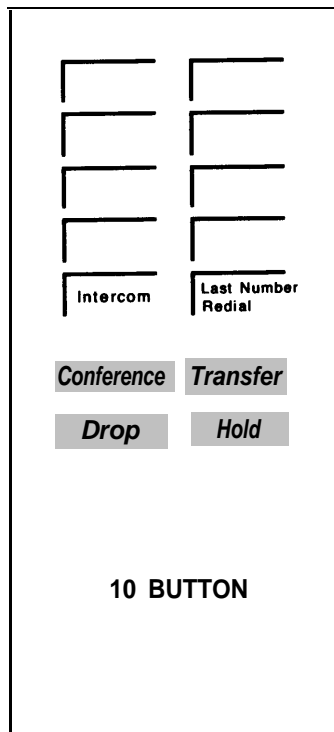 Intercom
Last Number
Redial
Conference Transfer
Drop Hold
10 BUTTON